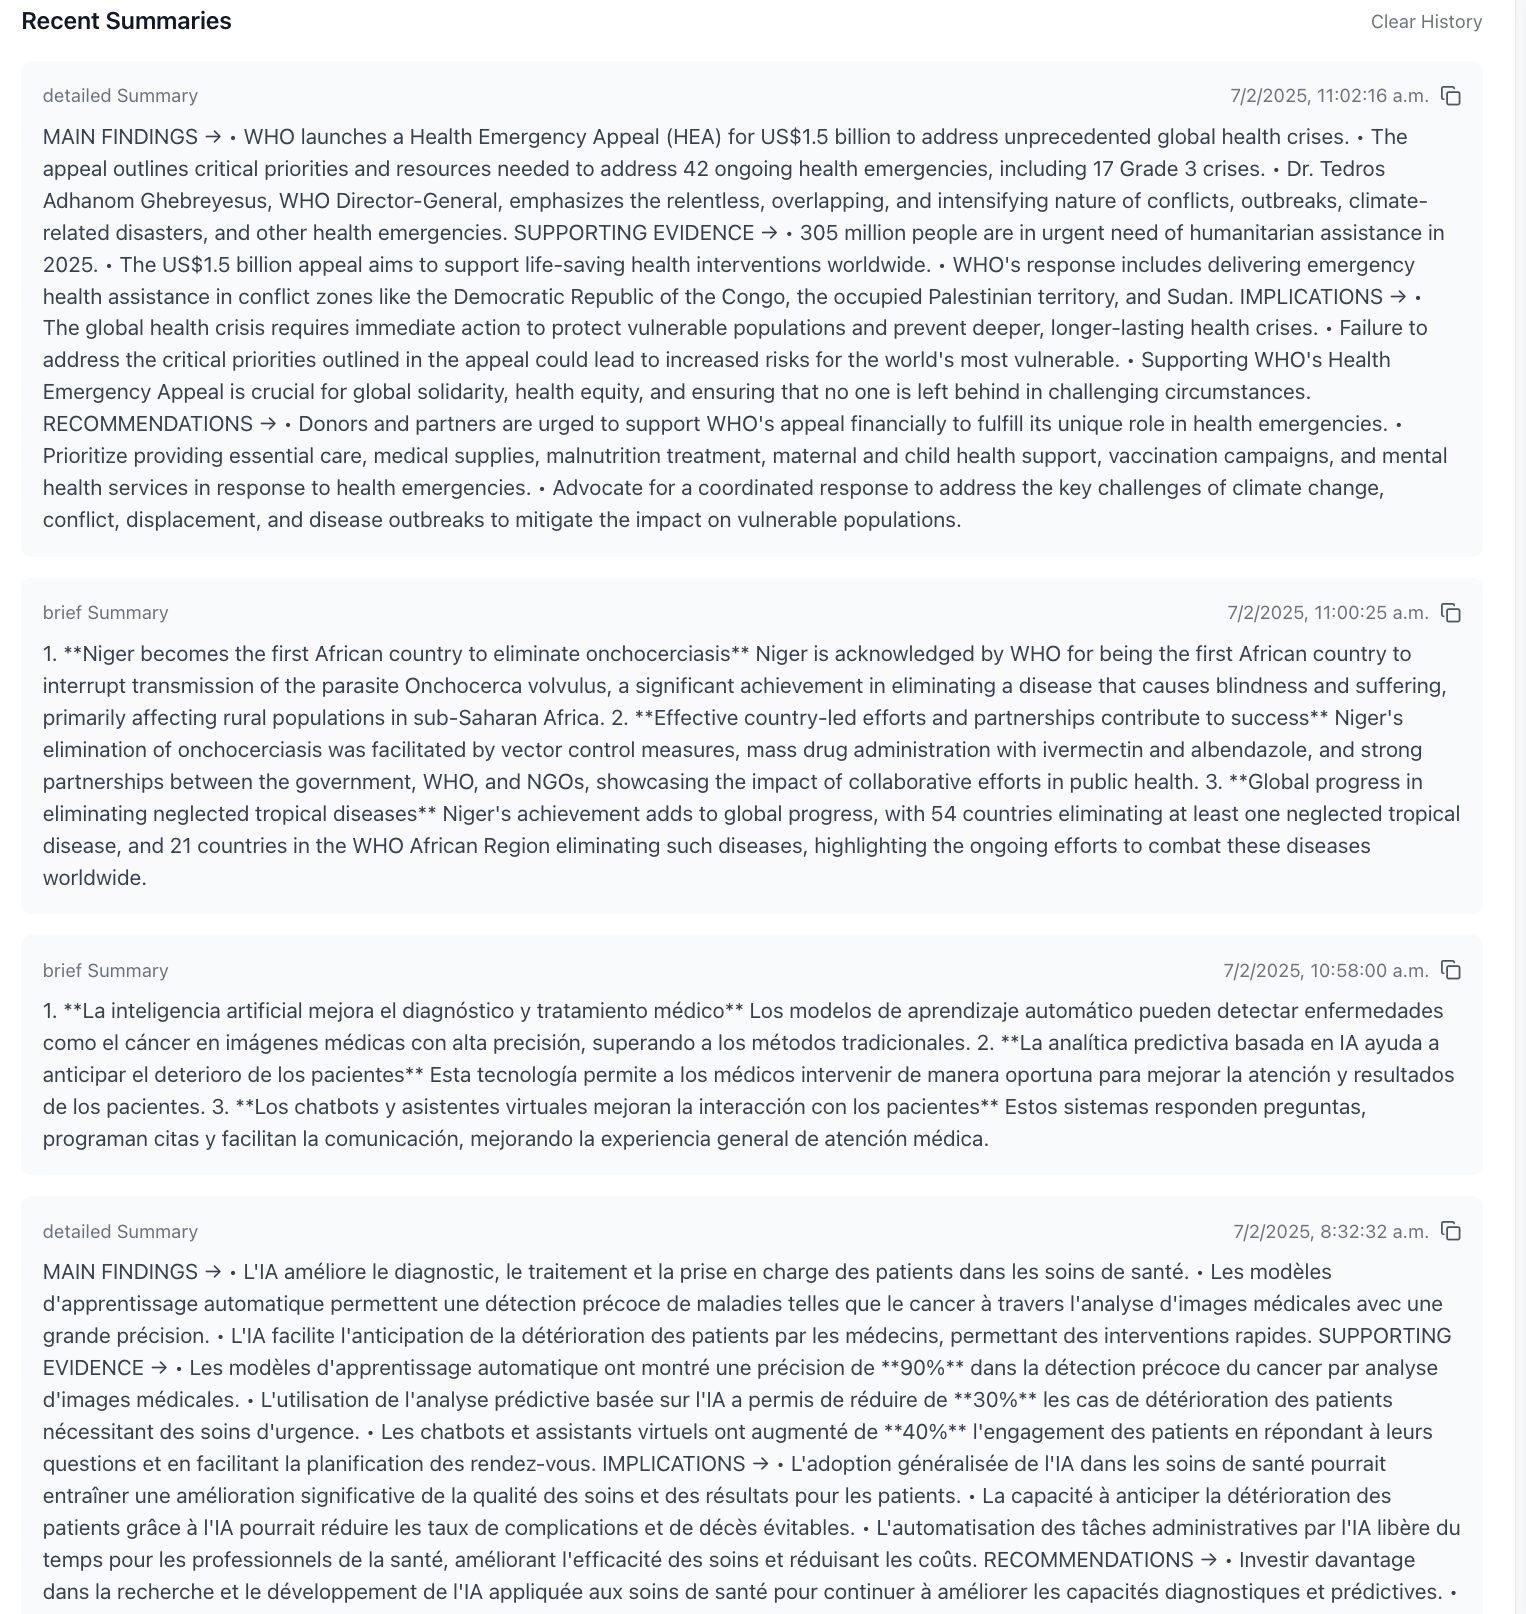 Recent Summaries
Clear History
detailed Summary
7/2/2025, 11:02:16 a.m.
MAIN FINDINGS → • WHO launches a Health Emergency Appeal (HEA) for US$1.5 billion to address unprecedented global health crises. • The
appeal outlines critical priorities and resources needed to address 42 ongoing health emergencies, including 17 Grade 3 crises. • Dr. Tedros
Adhanom Ghebreyesus, WHO Director-General, emphasizes the relentless, overlapping, and intensifying nature of conflicts, outbreaks, climate-
related disasters, and other health emergencies. SUPPORTING EVIDENCE → • 305 million people are in urgent need of humanitarian assistance in
2025. • The US$1.5 billion appeal aims to support life-saving health interventions worldwide. • WHO's response includes delivering emergency
health assistance in conflict zones like the Democratic Republic of the Congo, the occupied Palestinian territory, and Sudan. IMPLICATIONS → •
The global health crisis requires immediate action to protect vulnerable populations and prevent deeper, longer-lasting health crises. • Failure to
address the critical priorities outlined in the appeal could lead to increased risks for the world's most vulnerable. • Supporting WHO's Health
Emergency Appeal is crucial for global solidarity, health equity, and ensuring that no one is left behind in challenging circumstances.
RECOMMENDATIONS → • Donors and partners are urged to support WHO's appeal financially to fulfill its unique role in health emergencies. •
Prioritize providing essential care, medical supplies, malnutrition treatment, maternal and child health support, vaccination campaigns, and mental
health services in response to health emergencies. • Advocate for a coordinated response to address the key challenges of climate change,
conflict, displacement, and disease outbreaks to mitigate the impact on vulnerable populations.
brief Summary
7/2/2025, 11:00:25 a.m.
1. **Niger becomes the first African country to eliminate onchocerciasis** Niger is acknowledged by WHO for being the first African country to
interrupt transmission of the parasite Onchocerca volvulus, a significant achievement in eliminating a disease that causes blindness and suffering,
primarily affecting rural populations in sub-Saharan Africa. 2. **Effective country-led efforts and partnerships contribute to success** Niger's
elimination of onchocerciasis was facilitated by vector control measures, mass drug administration with ivermectin and albendazole, and strong
partnerships between the government, WHO, and NGOs, showcasing the impact of collaborative efforts in public health. 3. **Global progress in
eliminating neglected tropical diseases** Niger's achievement adds to global progress, with 54 countries eliminating at least one neglected tropical
disease, and 21 countries in the WHO African Region eliminating such diseases, highlighting the ongoing efforts to combat these diseases
worldwide.
brief Summary
7/2/2025, 10:58:00 a.m.
1. **La inteligencia artificial mejora el diagnóstico y tratamiento médico** Los modelos de aprendizaje automático pueden detectar enfermedades
como el cáncer en imágenes médicas con alta precisión, superando a los métodos tradicionales. 2. **La analítica predictiva basada en IA ayuda a
anticipar el deterioro de los pacientes** Esta tecnología permite a los médicos intervenir de manera oportuna para mejorar la atención y resultados
de los pacientes. 3. **Los chatbots y asistentes virtuales mejoran la interacción con los pacientes** Estos sistemas responden preguntas,
programan citas y facilitan la comunicación, mejorando la experiencia general de atención médica.
detailed Summary
7/2/2025, 8:32:32 a.m.
MAIN FINDINGS → • L'IA améliore le diagnostic, le traitement et la prise en charge des patients dans les soins de santé. • Les modèles
d'apprentissage automatique permettent une détection précoce de maladies telles que le cancer à travers l'analyse d'images médicales avec une
grande précision. • L'IA facilite l'anticipation de la détérioration des patients par les médecins, permettant des interventions rapides. SUPPORTING
EVIDENCE → • Les modèles d'apprentissage automatique ont montré une précision de **90%** dans la détection précoce du cancer par analyse
d'images médicales. • L'utilisation de l'analyse prédictive basée sur l'IA a permis de réduire de **30%** les cas de détérioration des patients
nécessitant des soins d'urgence. • Les chatbots et assistants virtuels ont augmenté de **40%** l'engagement des patients en répondant à leurs
questions et en facilitant la planification des rendez-vous. IMPLICATIONS → • L'adoption généralisée de l'IA dans les soins de santé pourrait
entraîner une amélioration significative de la qualité des soins et des résultats pour les patients. • La capacité à anticiper la détérioration des
patients grâce à l'IA pourrait réduire les taux de complications et de décès évitables. • L'automatisation des tâches administratives par l'IA libère du
temps pour les professionnels de la santé, améliorant l'efficacité des soins et réduisant les coûts. RECOMMENDATIONS → • Investir davantage
dans la recherche et le développement de l'IA appliquée aux soins de santé pour continuer à améliorer les capacités diagnostiques et prédictives. •